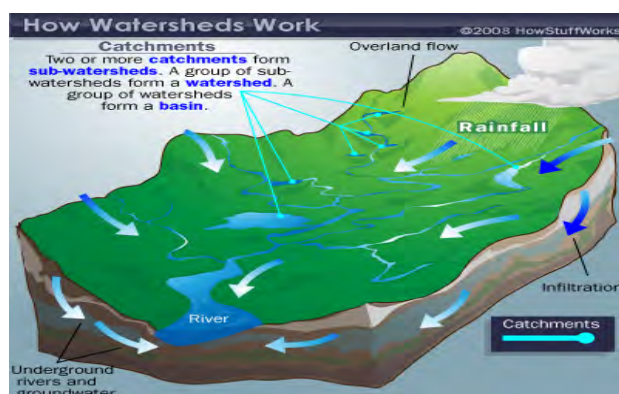 How Watersheds Work
©2008 HowStuffWorks
Catchments
Two or more catchments form
sub-watersheds. A group of sub-
watersheds form a watershed. A
group of watersheds
form a basin.
Overland flow
Rainfall
Infiltration
River
Catchments
Underground
rivers and
groundwater